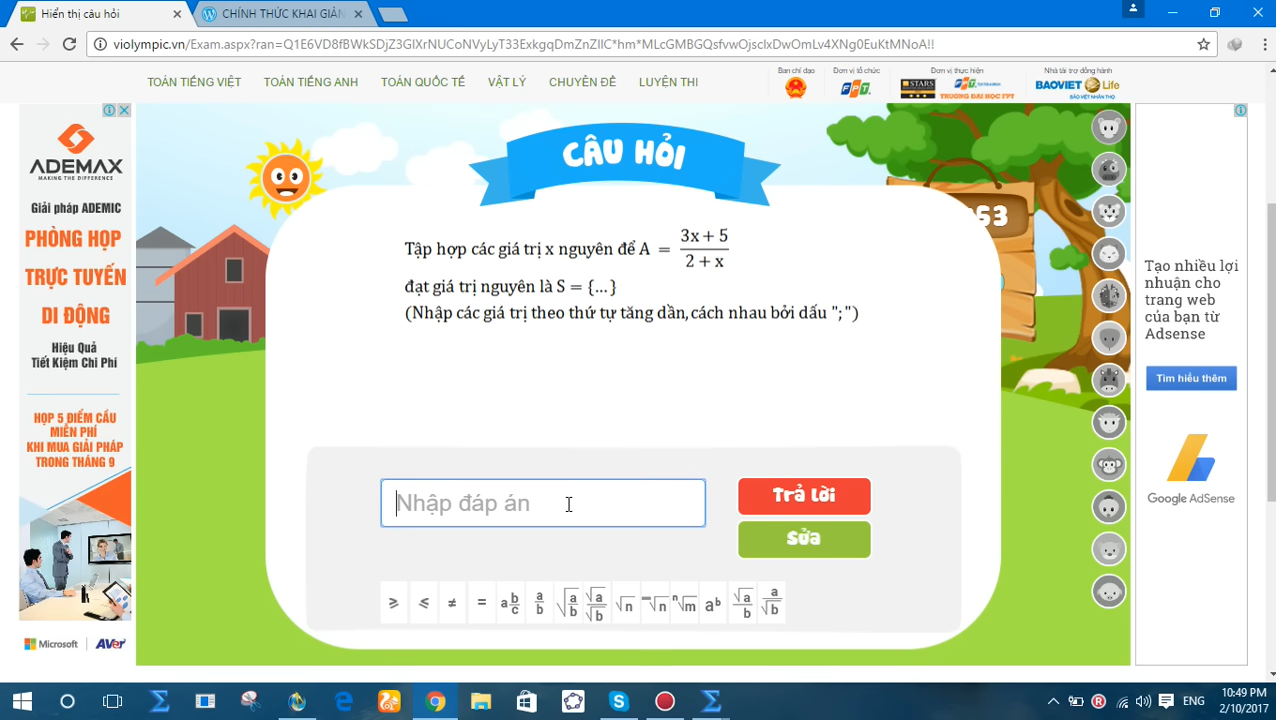 Hiển thị câu hỏi
CHÍNH THỨC KHAI GIẢN
violympic.vn/Exam.aspx?ran=Q1E6VD8fBWkSDjZ3GlXrNUCoNVyLyT33ExkgqDmZnZlIC*hm*MLcGMBGQsfvwOjsclxDwOmLv4XNg0EuKtMNoA!!
TOÁN TIẾNG VIỆT TOÁN TIẾNG ANH TOÁN QUỐC TẾ VẬT LÝ CHUYÊN ĐỀ LUYỆN THI
Ban chỉ đạo Đơn vị tổ chức Đơn vị thực hiện Nhà tài trợ đồng hành
FPT STARS TRƯỜNG ĐẠI HỌC FPT BAOVIET Life
ADEMAX
MAKING THE DIFFERENCE
Giải pháp ADEMIC
PHÒNG HỌP
TRỰC TUYẾN
DI ĐỘNG
Hiệu Quả
Tiết Kiệm Chi Phí
HỌP 5 ĐIỂM CẦU
MIỄN PHÍ
KHI MUA GIẢI PHÁP
TRONG THÁNG 9
Microsoft AVer
CÂU HỎI
53
Tập hợp các giá trị x nguyên để A = (3x + 5)/(2 + x)
đạt giá trị nguyên là S = {...}
(Nhập các giá trị theo thứ tự tăng dần, cách nhau bởi dấu ";")
Nhập đáp án
Trả lời
Sửa
≥ ≤ ≠ = a b/c a/b √a/b √a/√b √n −√n ⁿ√m aᵇ √a/b a/√b
Tạo nhiều lợi
nhuận cho
trang web
của bạn từ
Adsense
Tìm hiểu thêm
Google AdSense
ENG
10:49 PM
2/10/2017